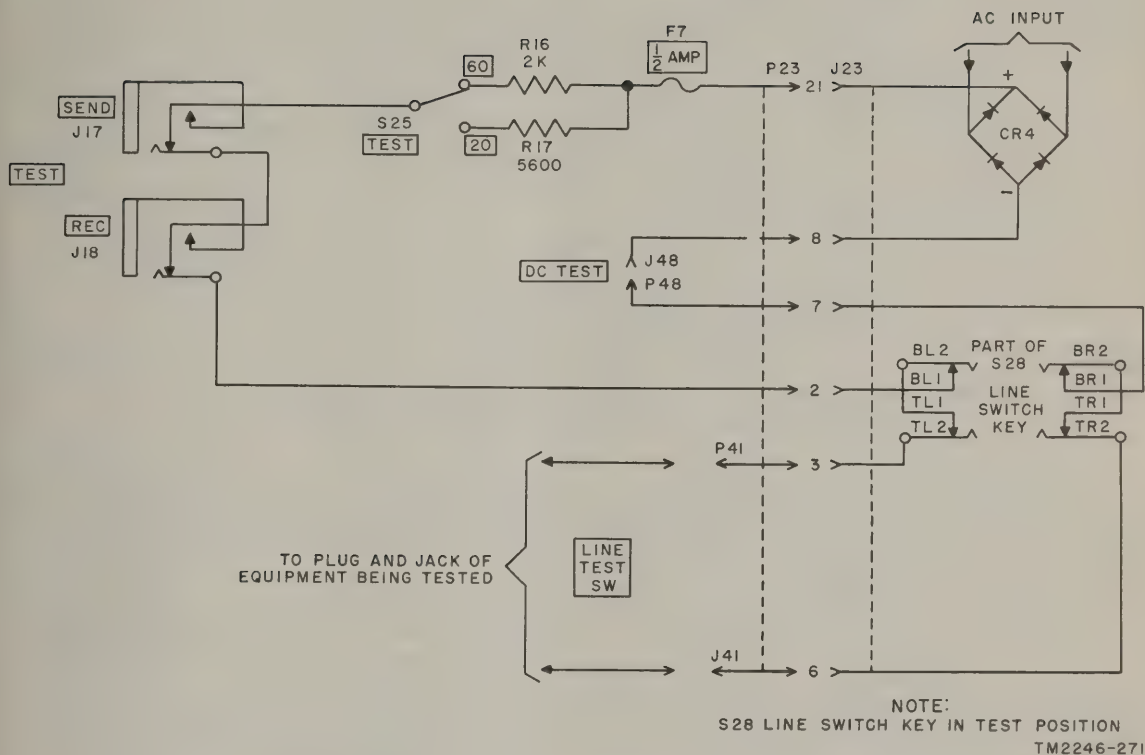 AC INPUT
F7
½ AMP
R16
2K
60
P23
J23
21
+
SEND
J17
S25
TEST
20
R17
5600
CR4
TEST
–
REC
J18
8
DC TEST
J48
P48
7
BL2
PART OF
S28
BR2
BL1
BR1
2
TL1
LINE
SWITCH
KEY
TR1
TL2
TR2
P41
3
TO PLUG AND JACK OF
EQUIPMENT BEING TESTED
LINE
TEST
SW
J41
6
NOTE:
S28 LINE SWITCH KEY IN TEST POSITION
TM2246-271